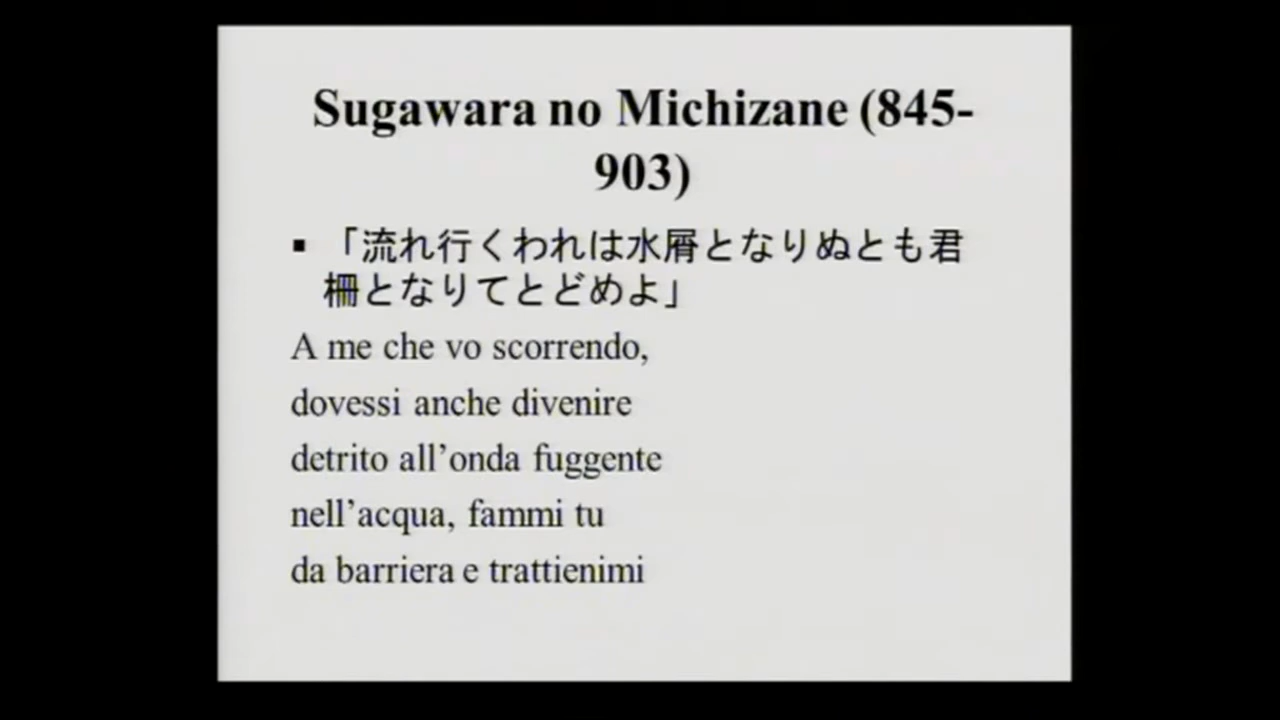 Sugawara no Michizane (845-
903)
▪ 「流れ行くわれは水屑となりぬとも君
柵となりてとどめよ」
A me che vo scorrendo,
dovessi anche divenire
detrito all’onda fuggente
nell’acqua, fammi tu
da barriera e trattienimi